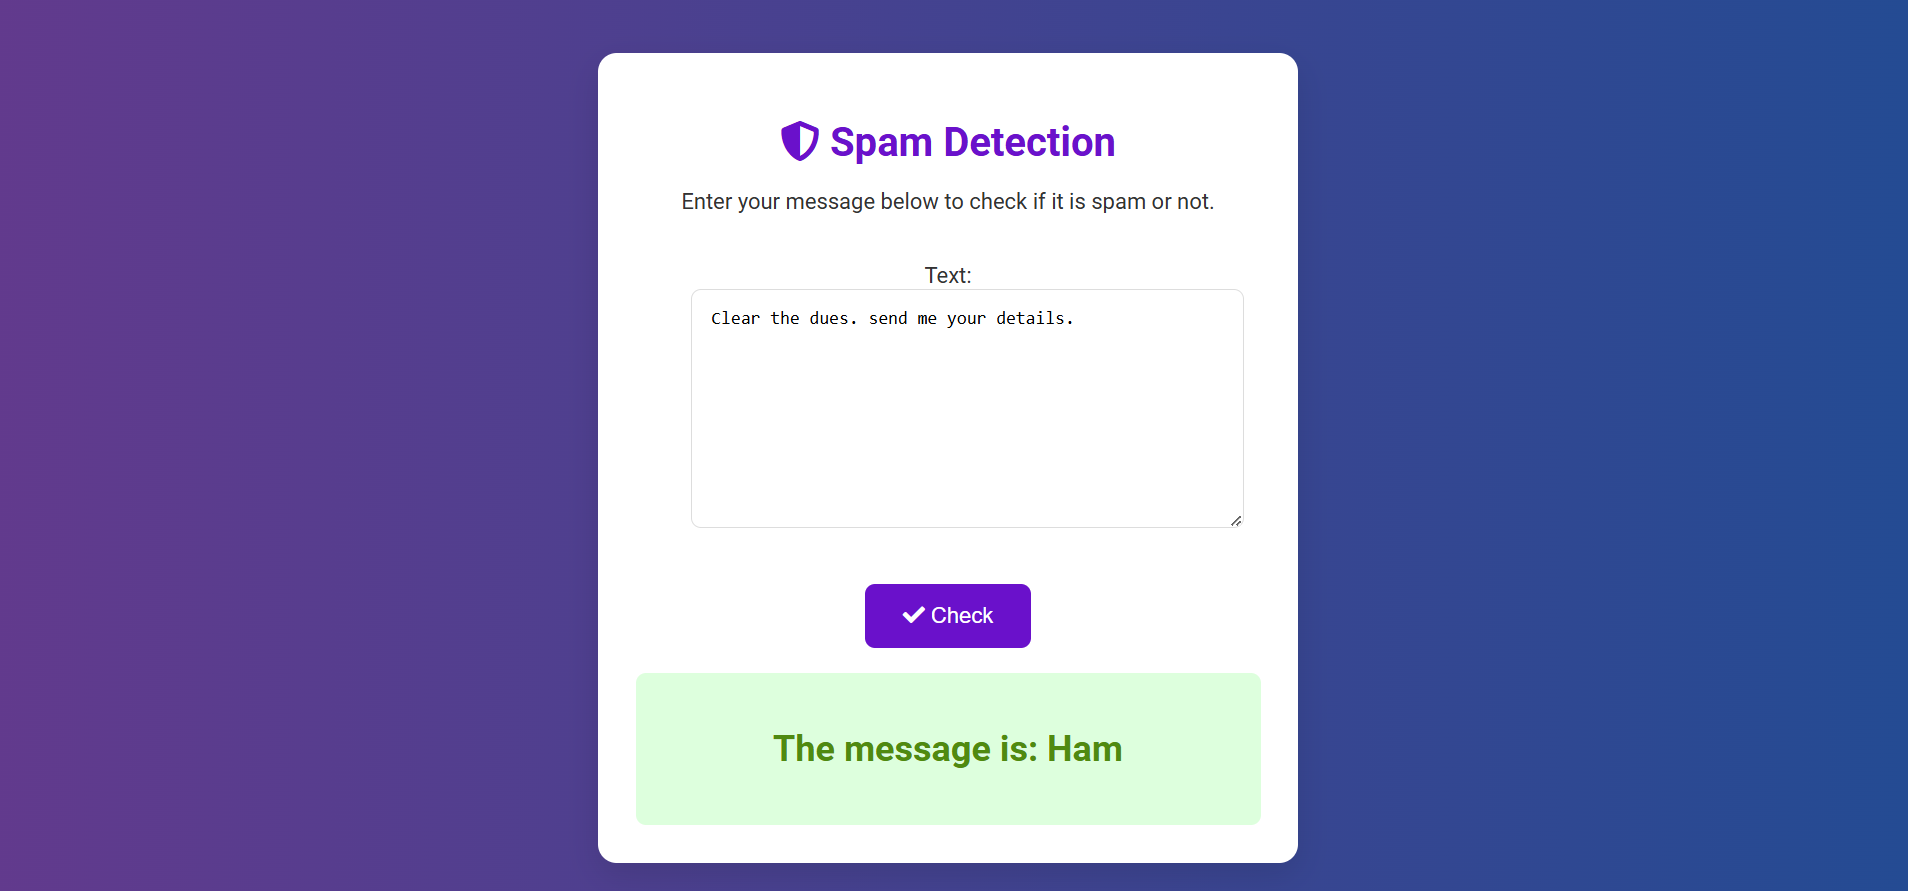 Spam Detection
Enter your message below to check if it is spam or not.
Text:
Clear the dues. send me your details.
Check
The message is: Ham